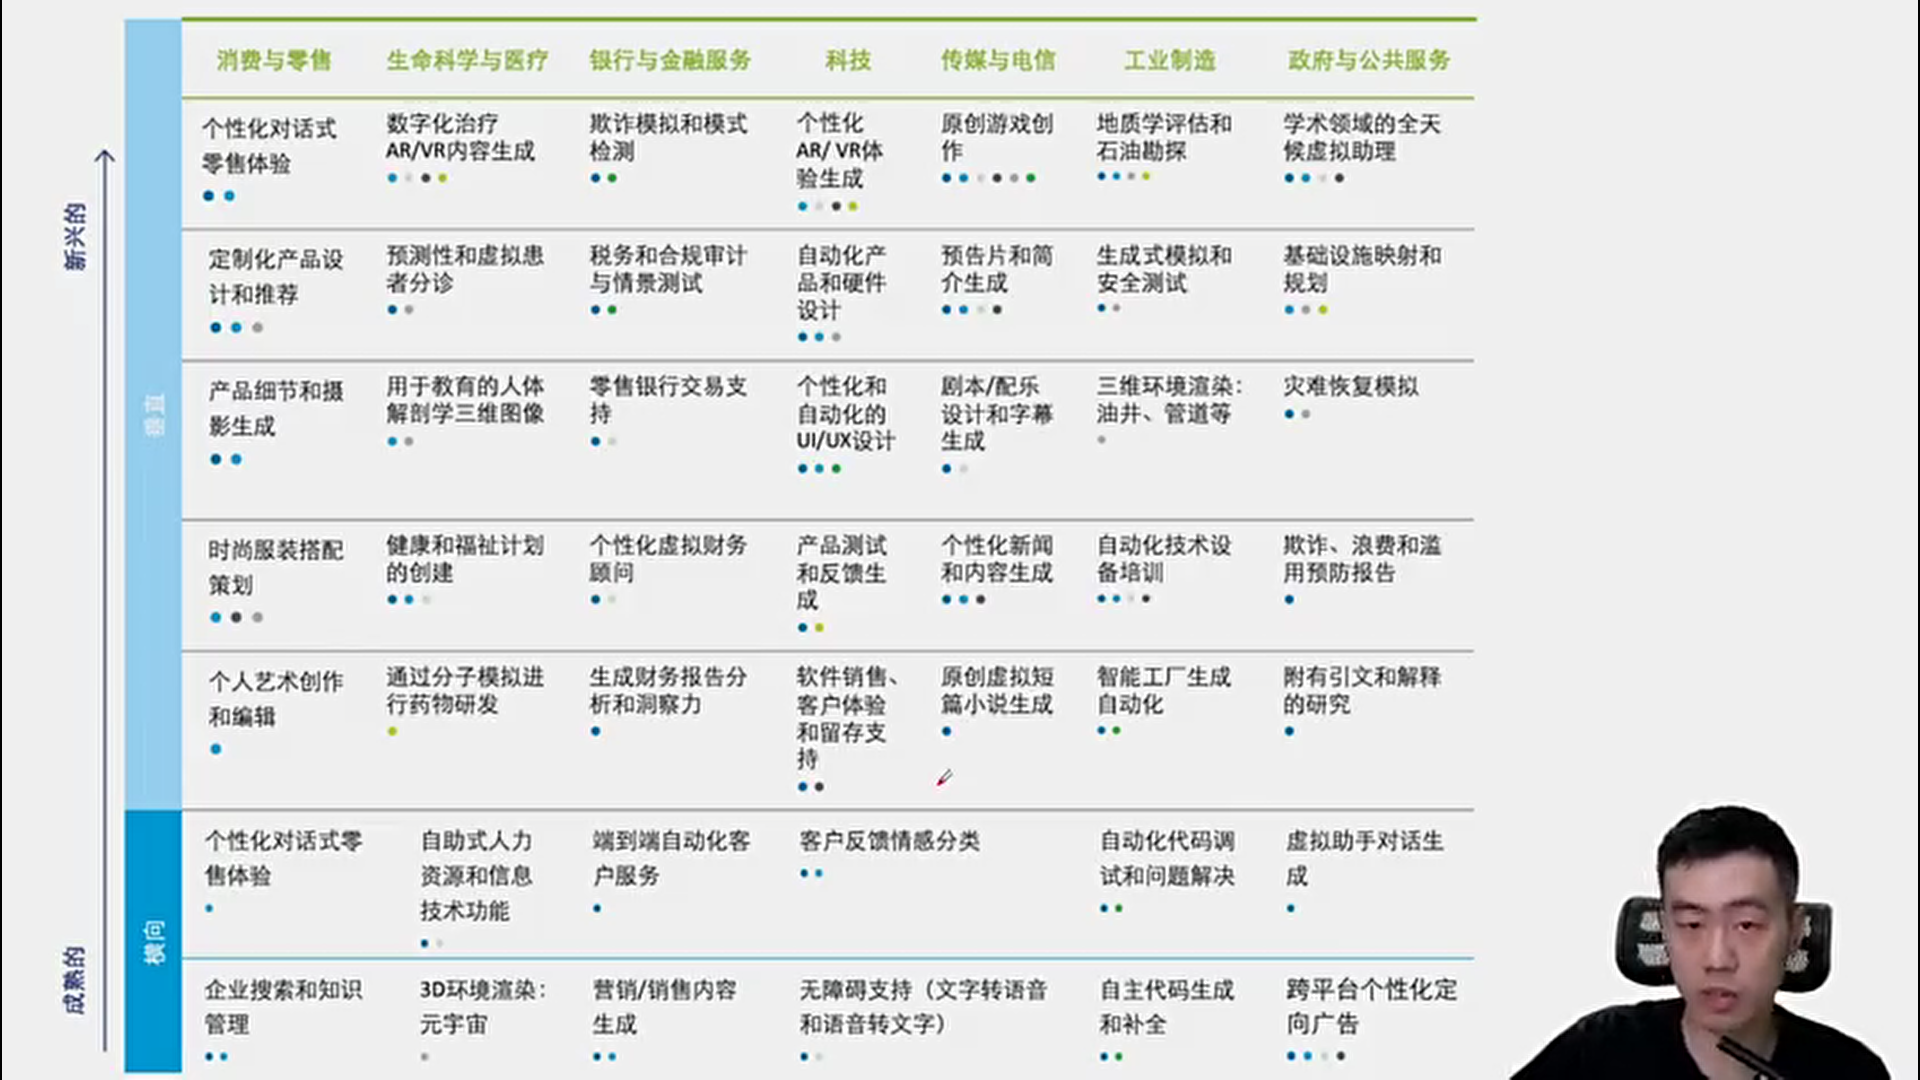 消费与零售
生命科学与医疗
银行与金融服务
科技
传媒与电信
工业制造
政府与公共服务
新兴的
垂直
个性化对话式
零售体验
数字化治疗
AR/VR内容生成
欺诈模拟和模式
检测
个性化
AR/ VR体
验生成
原创游戏创
作
地质学评估和
石油勘探
学术领域的全天
候虚拟助理
定制化产品设
计和推荐
预测性和虚拟患
者分诊
税务和合规审计
与情景测试
自动化产
品和硬件
设计
预告片和简
介生成
生成式模拟和
安全测试
基础设施映射和
规划
产品细节和摄
影生成
用于教育的人体
解剖学三维图像
零售银行交易支
持
个性化和
自动化的
UI/UX设计
剧本/配乐
设计和字幕
生成
三维环境渲染：
油井、管道等
灾难恢复模拟
时尚服装搭配
策划
健康和福祉计划
的创建
个性化虚拟财务
顾问
产品测试
和反馈生
成
个性化新闻
和内容生成
自动化技术设
备培训
欺诈、浪费和滥
用预防报告
个人艺术创作
和编辑
通过分子模拟进
行药物研发
生成财务报告分
析和洞察力
软件销售、
客户体验
和留存支
持
原创虚拟短
篇小说生成
智能工厂生成
自动化
附有引文和解释
的研究
成熟的
横向
个性化对话式零
售体验
自助式人力
资源和信息
技术功能
端到端自动化客
户服务
客户反馈情感分类
自动化代码调
试和问题解决
虚拟助手对话生
成
企业搜索和知识
管理
3D环境渲染：
元宇宙
营销/销售内容
生成
无障碍支持（文字转语音
和语音转文字）
自主代码生成
和补全
跨平台个性化定
向广告